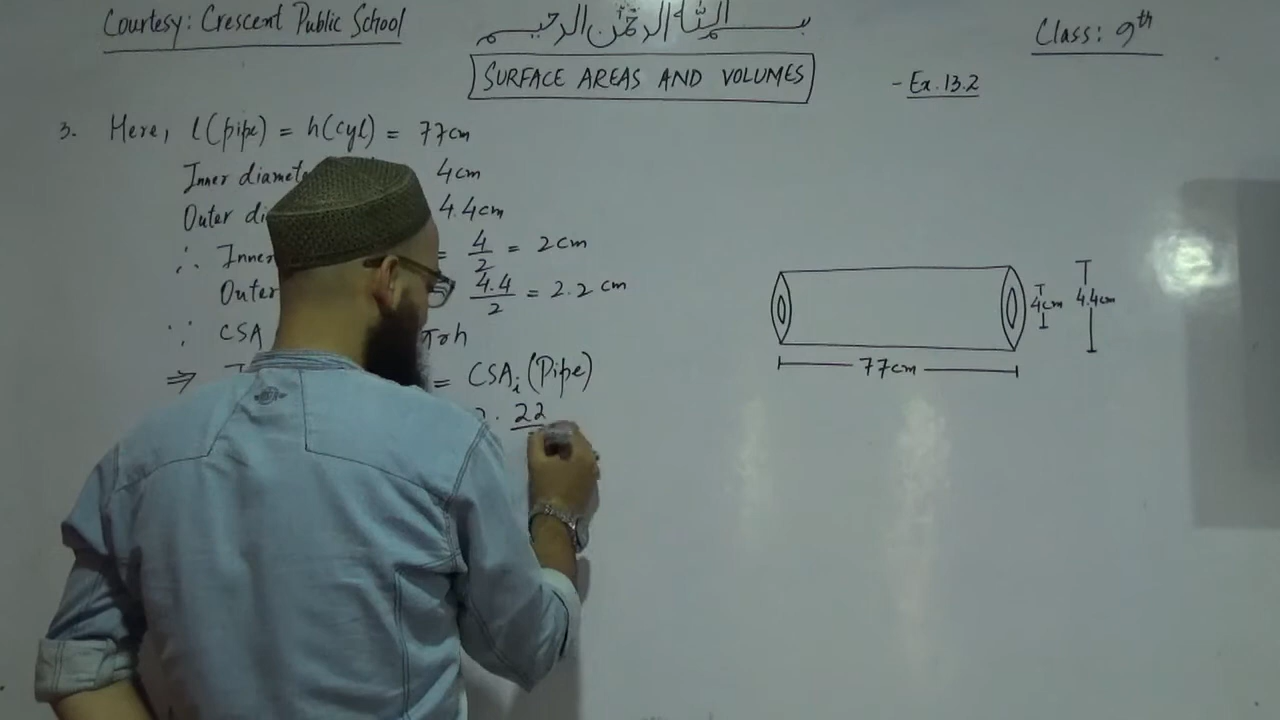 Courtesy: Crescent Public School
بسم الله الرحمن الرحيم
Class: 9th
SURFACE AREAS AND VOLUMES
- Ex. 13.2
3. Here, l(pipe) = h(cyl) = 77cm
Inner 4cm
Outer 4.4cm
∴ Inner = 4/2 = 2cm
Outer 4.4/2 = 2.2 cm
∵ CSA πrh
⇒ = CSAi (Pipe)
2. 22
4cm 4.4cm
77cm